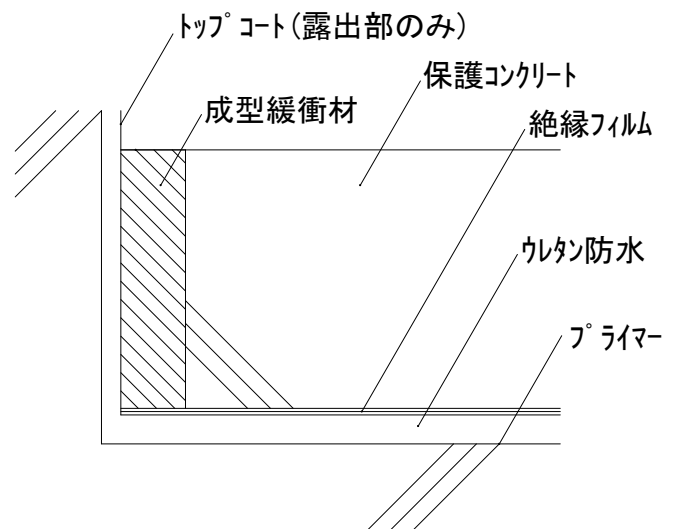 ﾄｯﾌﾟｺｰﾄ(露出部のみ)
保護ｺﾝｸﾘｰﾄ
成型緩衝材
絶縁ﾌｨﾙﾑ
ｳﾚﾀﾝ防水
ﾌﾟﾗｲﾏｰ